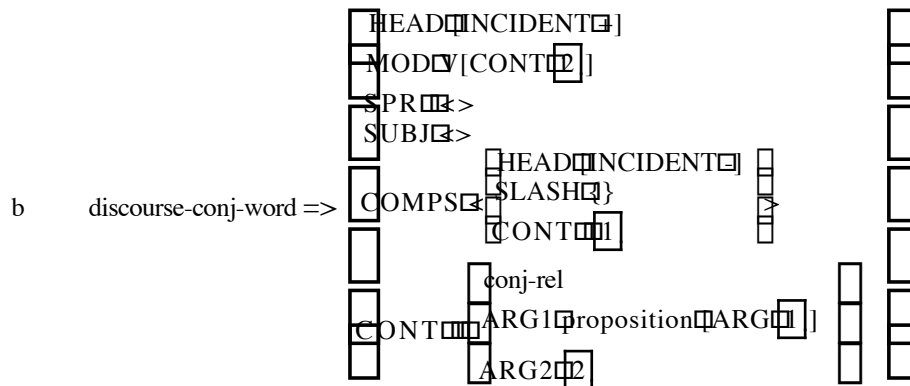 HEAD□[INCIDENT□+]
MOD□V[CONT□2]
SPR□□<>
SUBJ□<>
HEAD□[INCIDENT□-]
SLASH□{}
b discourse-conj-word => COMPS□< >
CONT□□1
conj-rel
ARG1□proposition□[ARG□1]
CONT□□□
ARG2□2